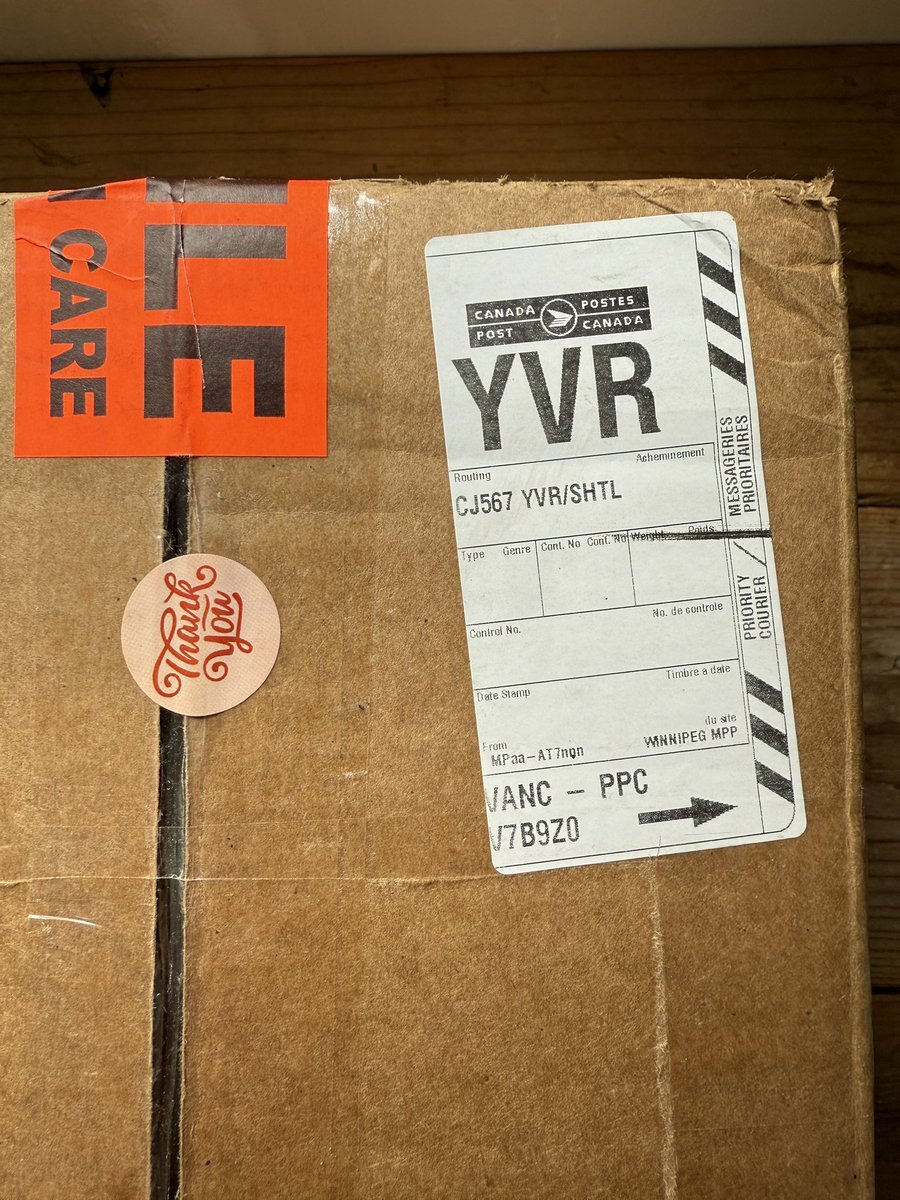 ILE
CARE
Thank
You
CANADA POSTES
POST CANADA
YVR
Routing Acheminement
CJ567 YVR/SHTL
Type Genre Cont. No Cont. No Weight Poids
Control No. No. de controle
Date Stamp Timbre a date
From du site
MPaa-AT7nqn WINNIPEG MPP
VANC - PPC
V7B9Z0
MESSAGERIES
PRIORITAIRES
PRIORITY
COURIER /